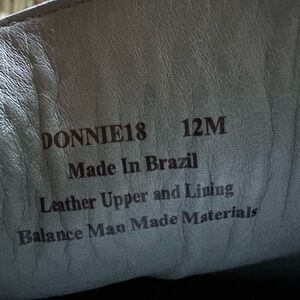 DONNIE18 12M
Made In Brazil
Leather Upper and Lining
Balance Man Made Materials